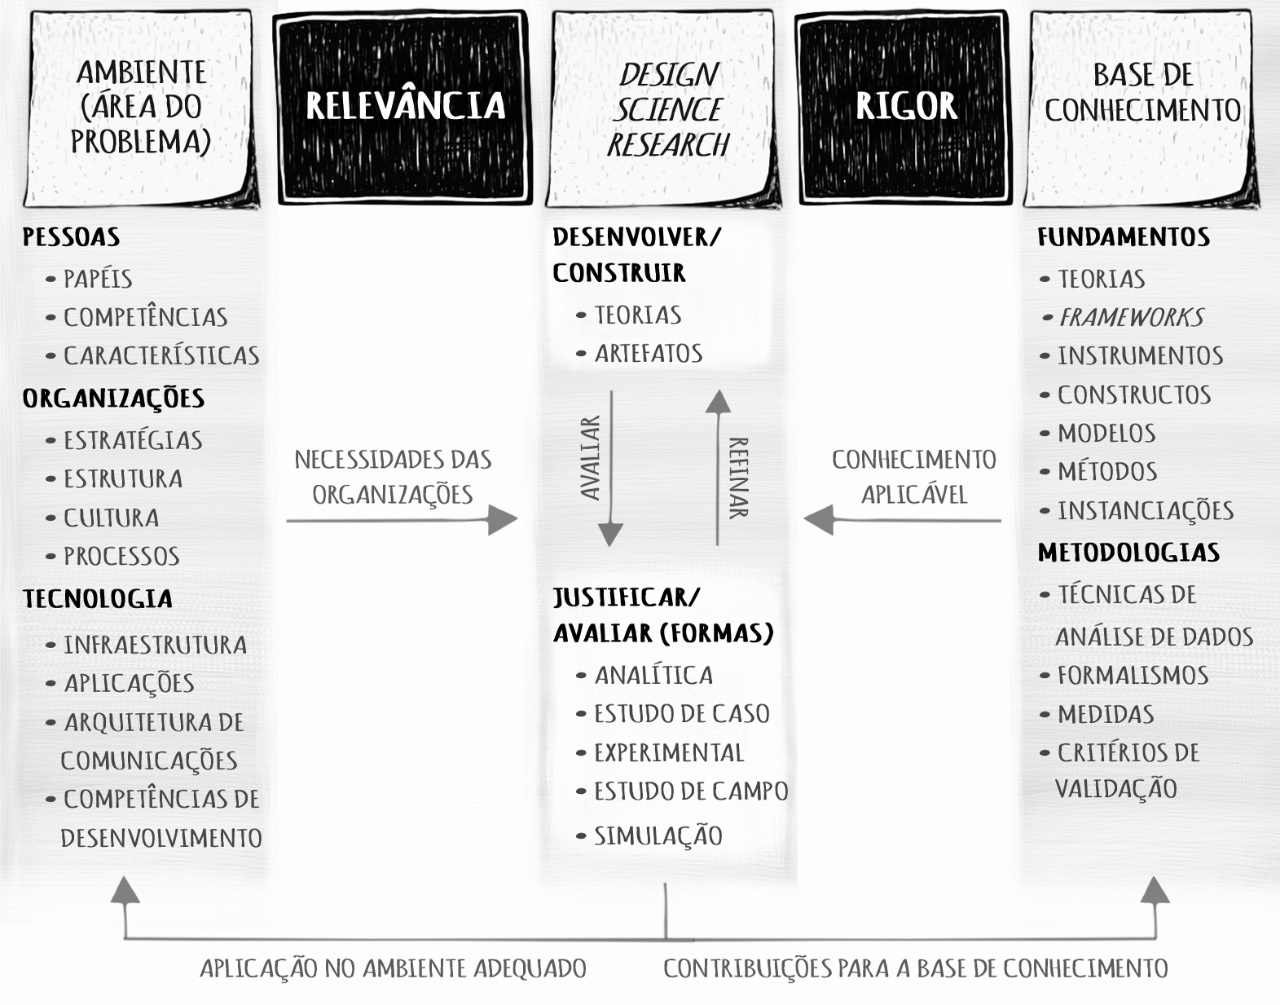 AMBIENTE
(ÁREA DO
PROBLEMA)
RELEVÂNCIA
DESIGN
SCIENCE
RESEARCH
RIGOR
BASE DE
CONHECIMENTO
PESSOAS
• PAPÉIS
• COMPETÊNCIAS
• CARACTERÍSTICAS
ORGANIZAÇÕES
• ESTRATÉGIAS
• ESTRUTURA
• CULTURA
• PROCESSOS
TECNOLOGIA
• INFRAESTRUTURA
• APLICAÇÕES
• ARQUITETURA DE
COMUNICAÇÕES
• COMPETÊNCIAS DE
DESENVOLVIMENTO
NECESSIDADES DAS
ORGANIZAÇÕES
DESENVOLVER/
CONSTRUIR
• TEORIAS
• ARTEFATOS
AVALIAR
REFINAR
JUSTIFICAR/
AVALIAR (FORMAS)
• ANALÍTICA
• ESTUDO DE CASO
• EXPERIMENTAL
• ESTUDO DE CAMPO
• SIMULAÇÃO
CONHECIMENTO
APLICÁVEL
FUNDAMENTOS
• TEORIAS
• FRAMEWORKS
• INSTRUMENTOS
• CONSTRUCTOS
• MODELOS
• MÉTODOS
• INSTANCIAÇÕES
METODOLOGIAS
• TÉCNICAS DE
ANÁLISE DE DADOS
• FORMALISMOS
• MEDIDAS
• CRITÉRIOS DE
VALIDAÇÃO
APLICAÇÃO NO AMBIENTE ADEQUADO
CONTRIBUIÇÕES PARA A BASE DE CONHECIMENTO